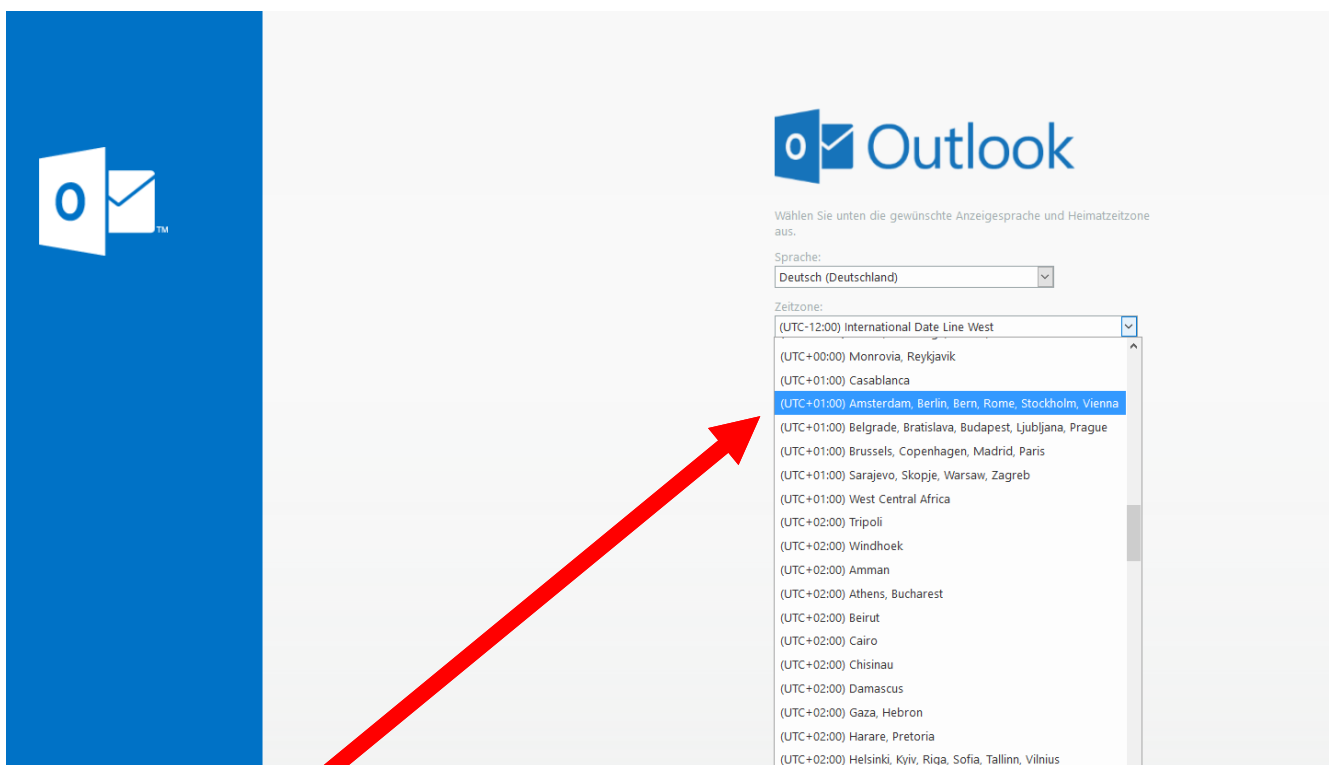 O
TM
O Outlook
Wählen Sie unten die gewünschte Anzeigesprache und Heimatzeitzone
aus.
Sprache:
Deutsch (Deutschland)
Zeitzone:
(UTC-12:00) International Date Line West
(UTC+00:00) Monrovia, Reykjavik
(UTC+01:00) Casablanca
(UTC+01:00) Amsterdam, Berlin, Bern, Rome, Stockholm, Vienna
(UTC+01:00) Belgrade, Bratislava, Budapest, Ljubljana, Prague
(UTC+01:00) Brussels, Copenhagen, Madrid, Paris
(UTC+01:00) Sarajevo, Skopje, Warsaw, Zagreb
(UTC+01:00) West Central Africa
(UTC+02:00) Tripoli
(UTC+02:00) Windhoek
(UTC+02:00) Amman
(UTC+02:00) Athens, Bucharest
(UTC+02:00) Beirut
(UTC+02:00) Cairo
(UTC+02:00) Chisinau
(UTC+02:00) Damascus
(UTC+02:00) Gaza, Hebron
(UTC+02:00) Harare, Pretoria
(UTC+02:00) Helsinki, Kyiv, Riga, Sofia, Tallinn, Vilnius